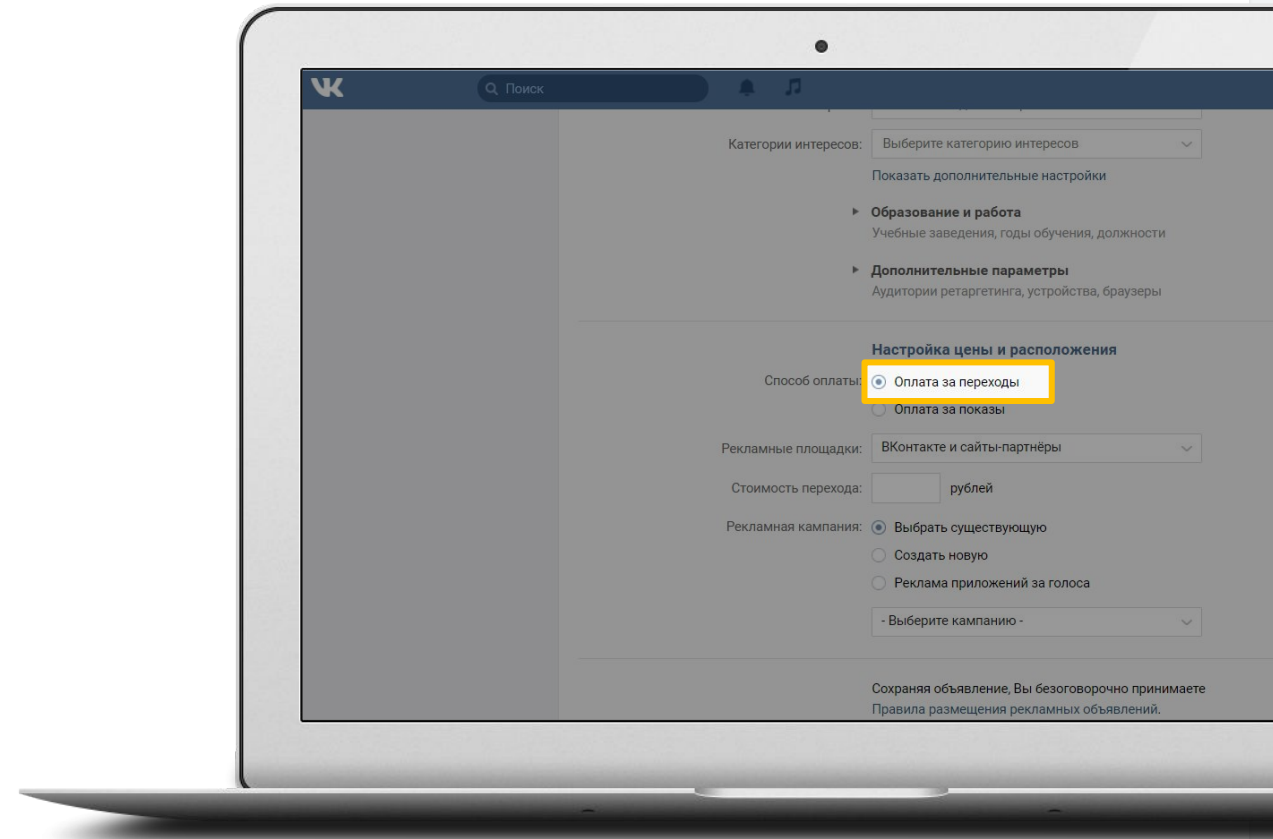 Поиск
Категории интересов: Выберите категорию интересов
Показать дополнительные настройки
Образование и работа
Учебные заведения, годы обучения, должности
Дополнительные параметры
Аудитории ретаргетинга, устройства, браузеры
Настройка цены и расположения
Способ оплаты: Оплата за переходы
Оплата за показы
Рекламные площадки: ВКонтакте и сайты-партнёры
Стоимость перехода: рублей
Рекламная кампания: Выбрать существующую
Создать новую
Реклама приложений за голоса
- Выберите кампанию -
Сохраняя объявление, Вы безоговорочно принимаете
Правила размещения рекламных объявлений.